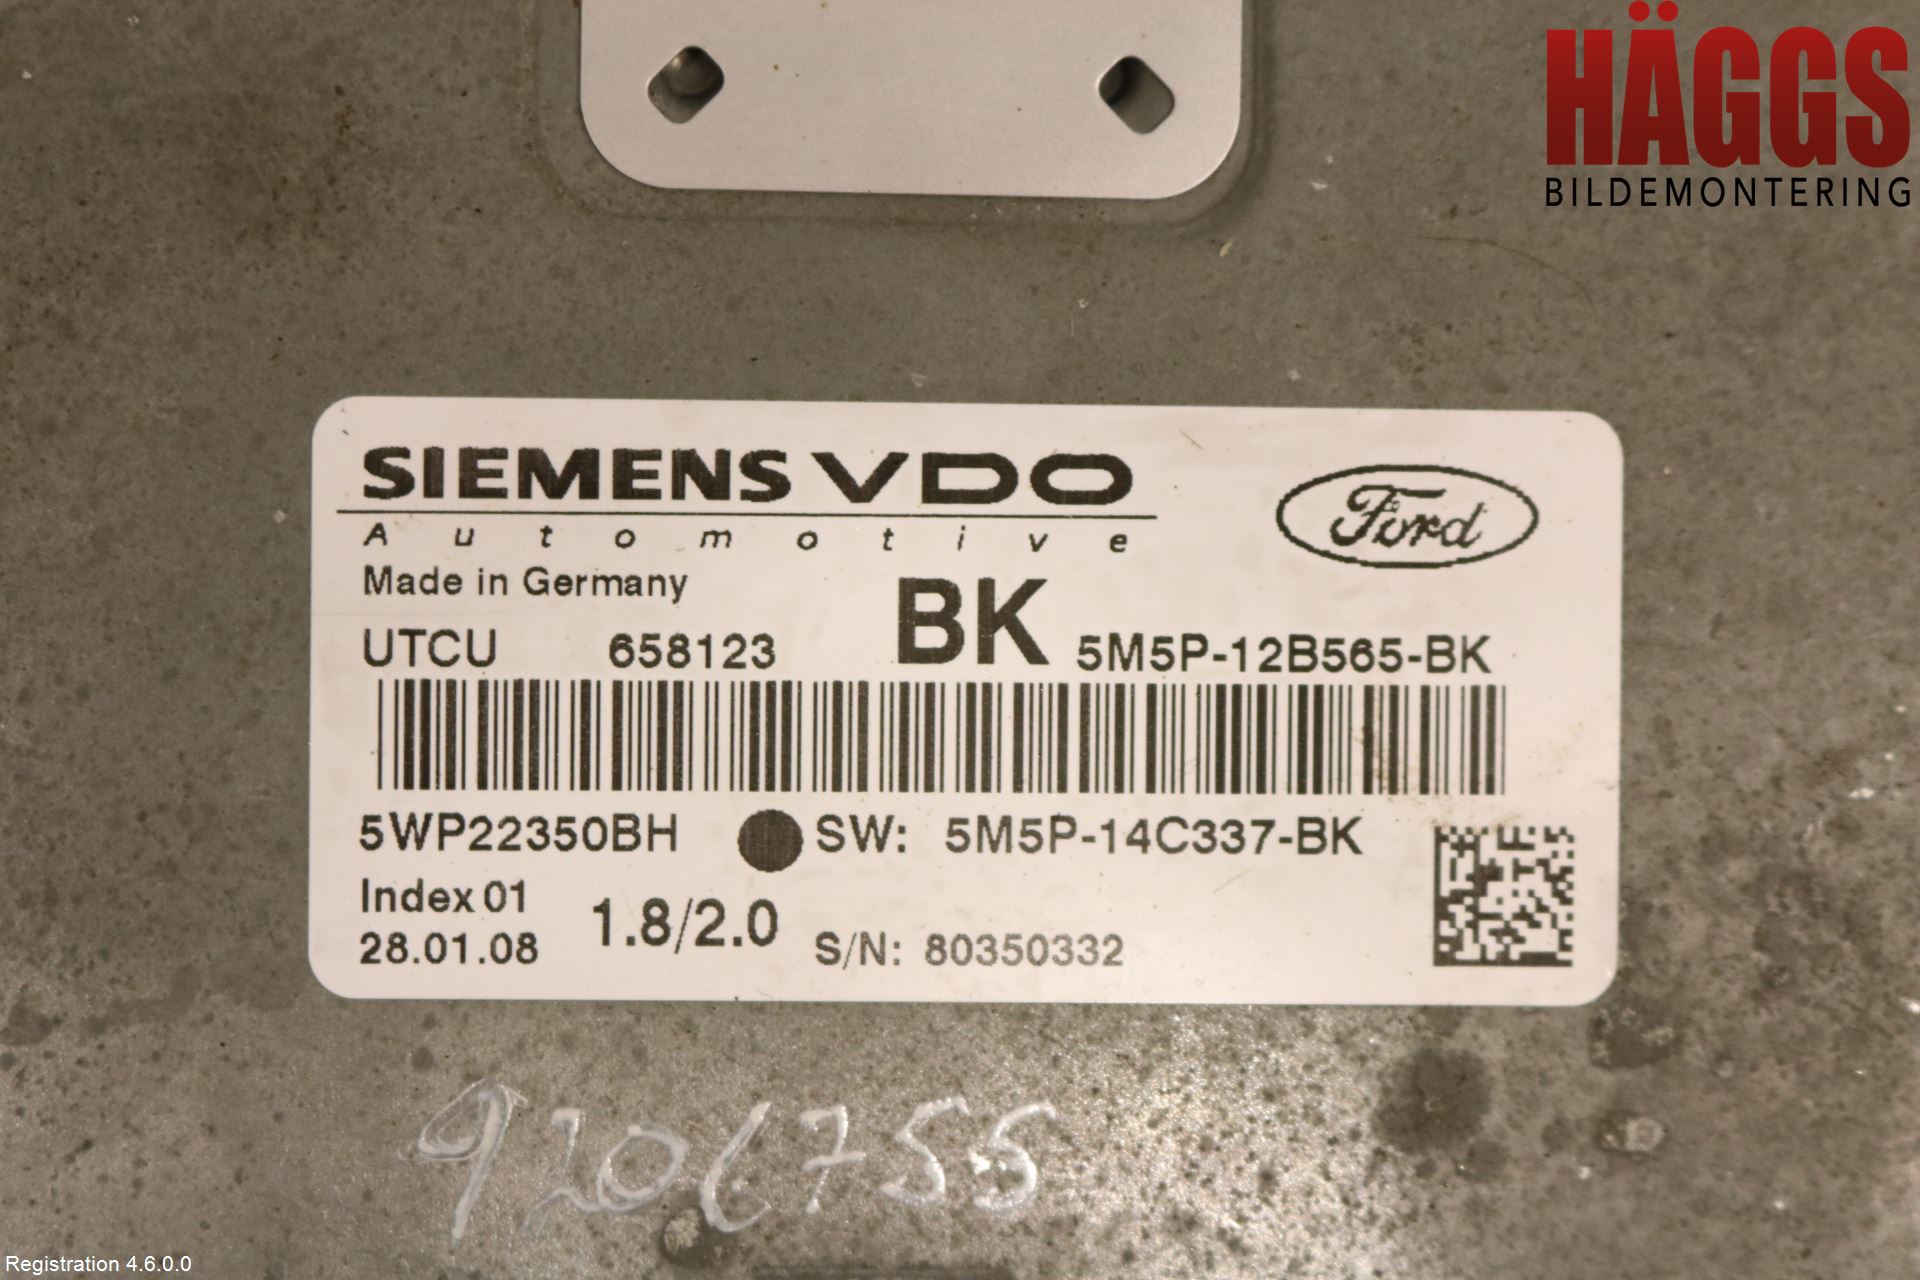 HÄGGS
BILDEMONTERING
SIEMENS VDO
Automotive
Ford
Made in Germany
UTCU 658123 BK 5M5P-12B565-BK
5WP22350BH SW: 5M5P-14C337-BK
Index 01
28.01.08 1.8/2.0 S/N: 80350332
9206755
Registration 4.6.0.0